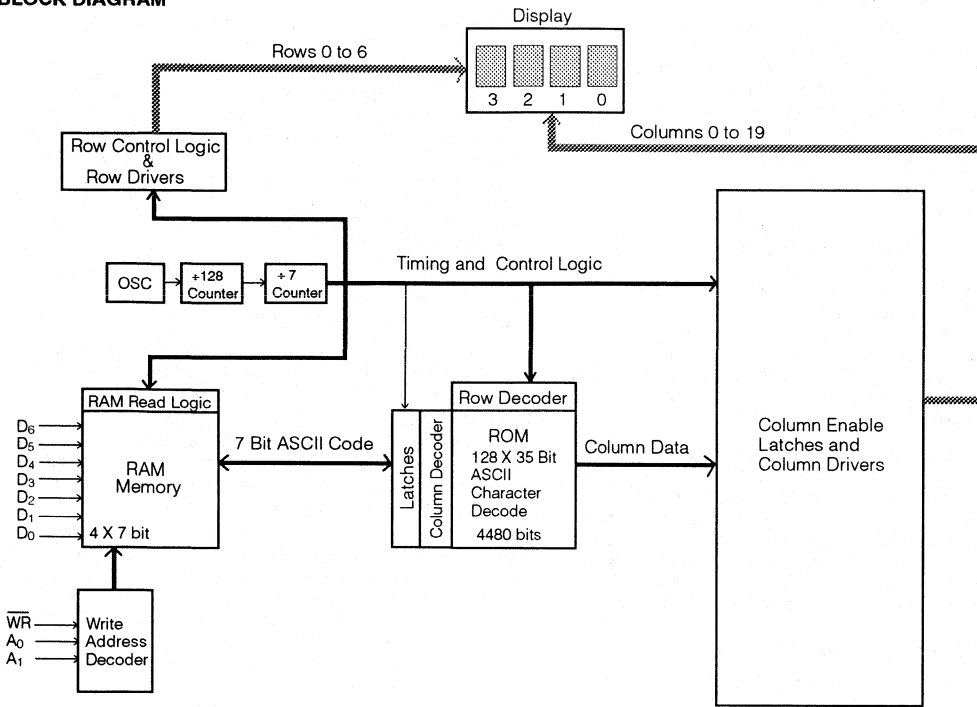 BLOCK DIAGRAM
Display
Rows 0 to 6
3 2 1 0
Columns 0 to 19
Row Control Logic
&
Row Drivers
OSC
÷128
Counter
÷ 7
Counter
Timing and Control Logic
RAM Read Logic
RAM
Memory
4 X 7 bit
D6
D5
D4
D3
D2
D1
D0
7 Bit ASCII Code
Latches
Column Decoder
Row Decoder
ROM
128 X 35 Bit
ASCII
Character
Decode
4480 bits
Column Data
Column Enable
Latches and
Column Drivers
W̅R̅
A0
A1
Write
Address
Decoder